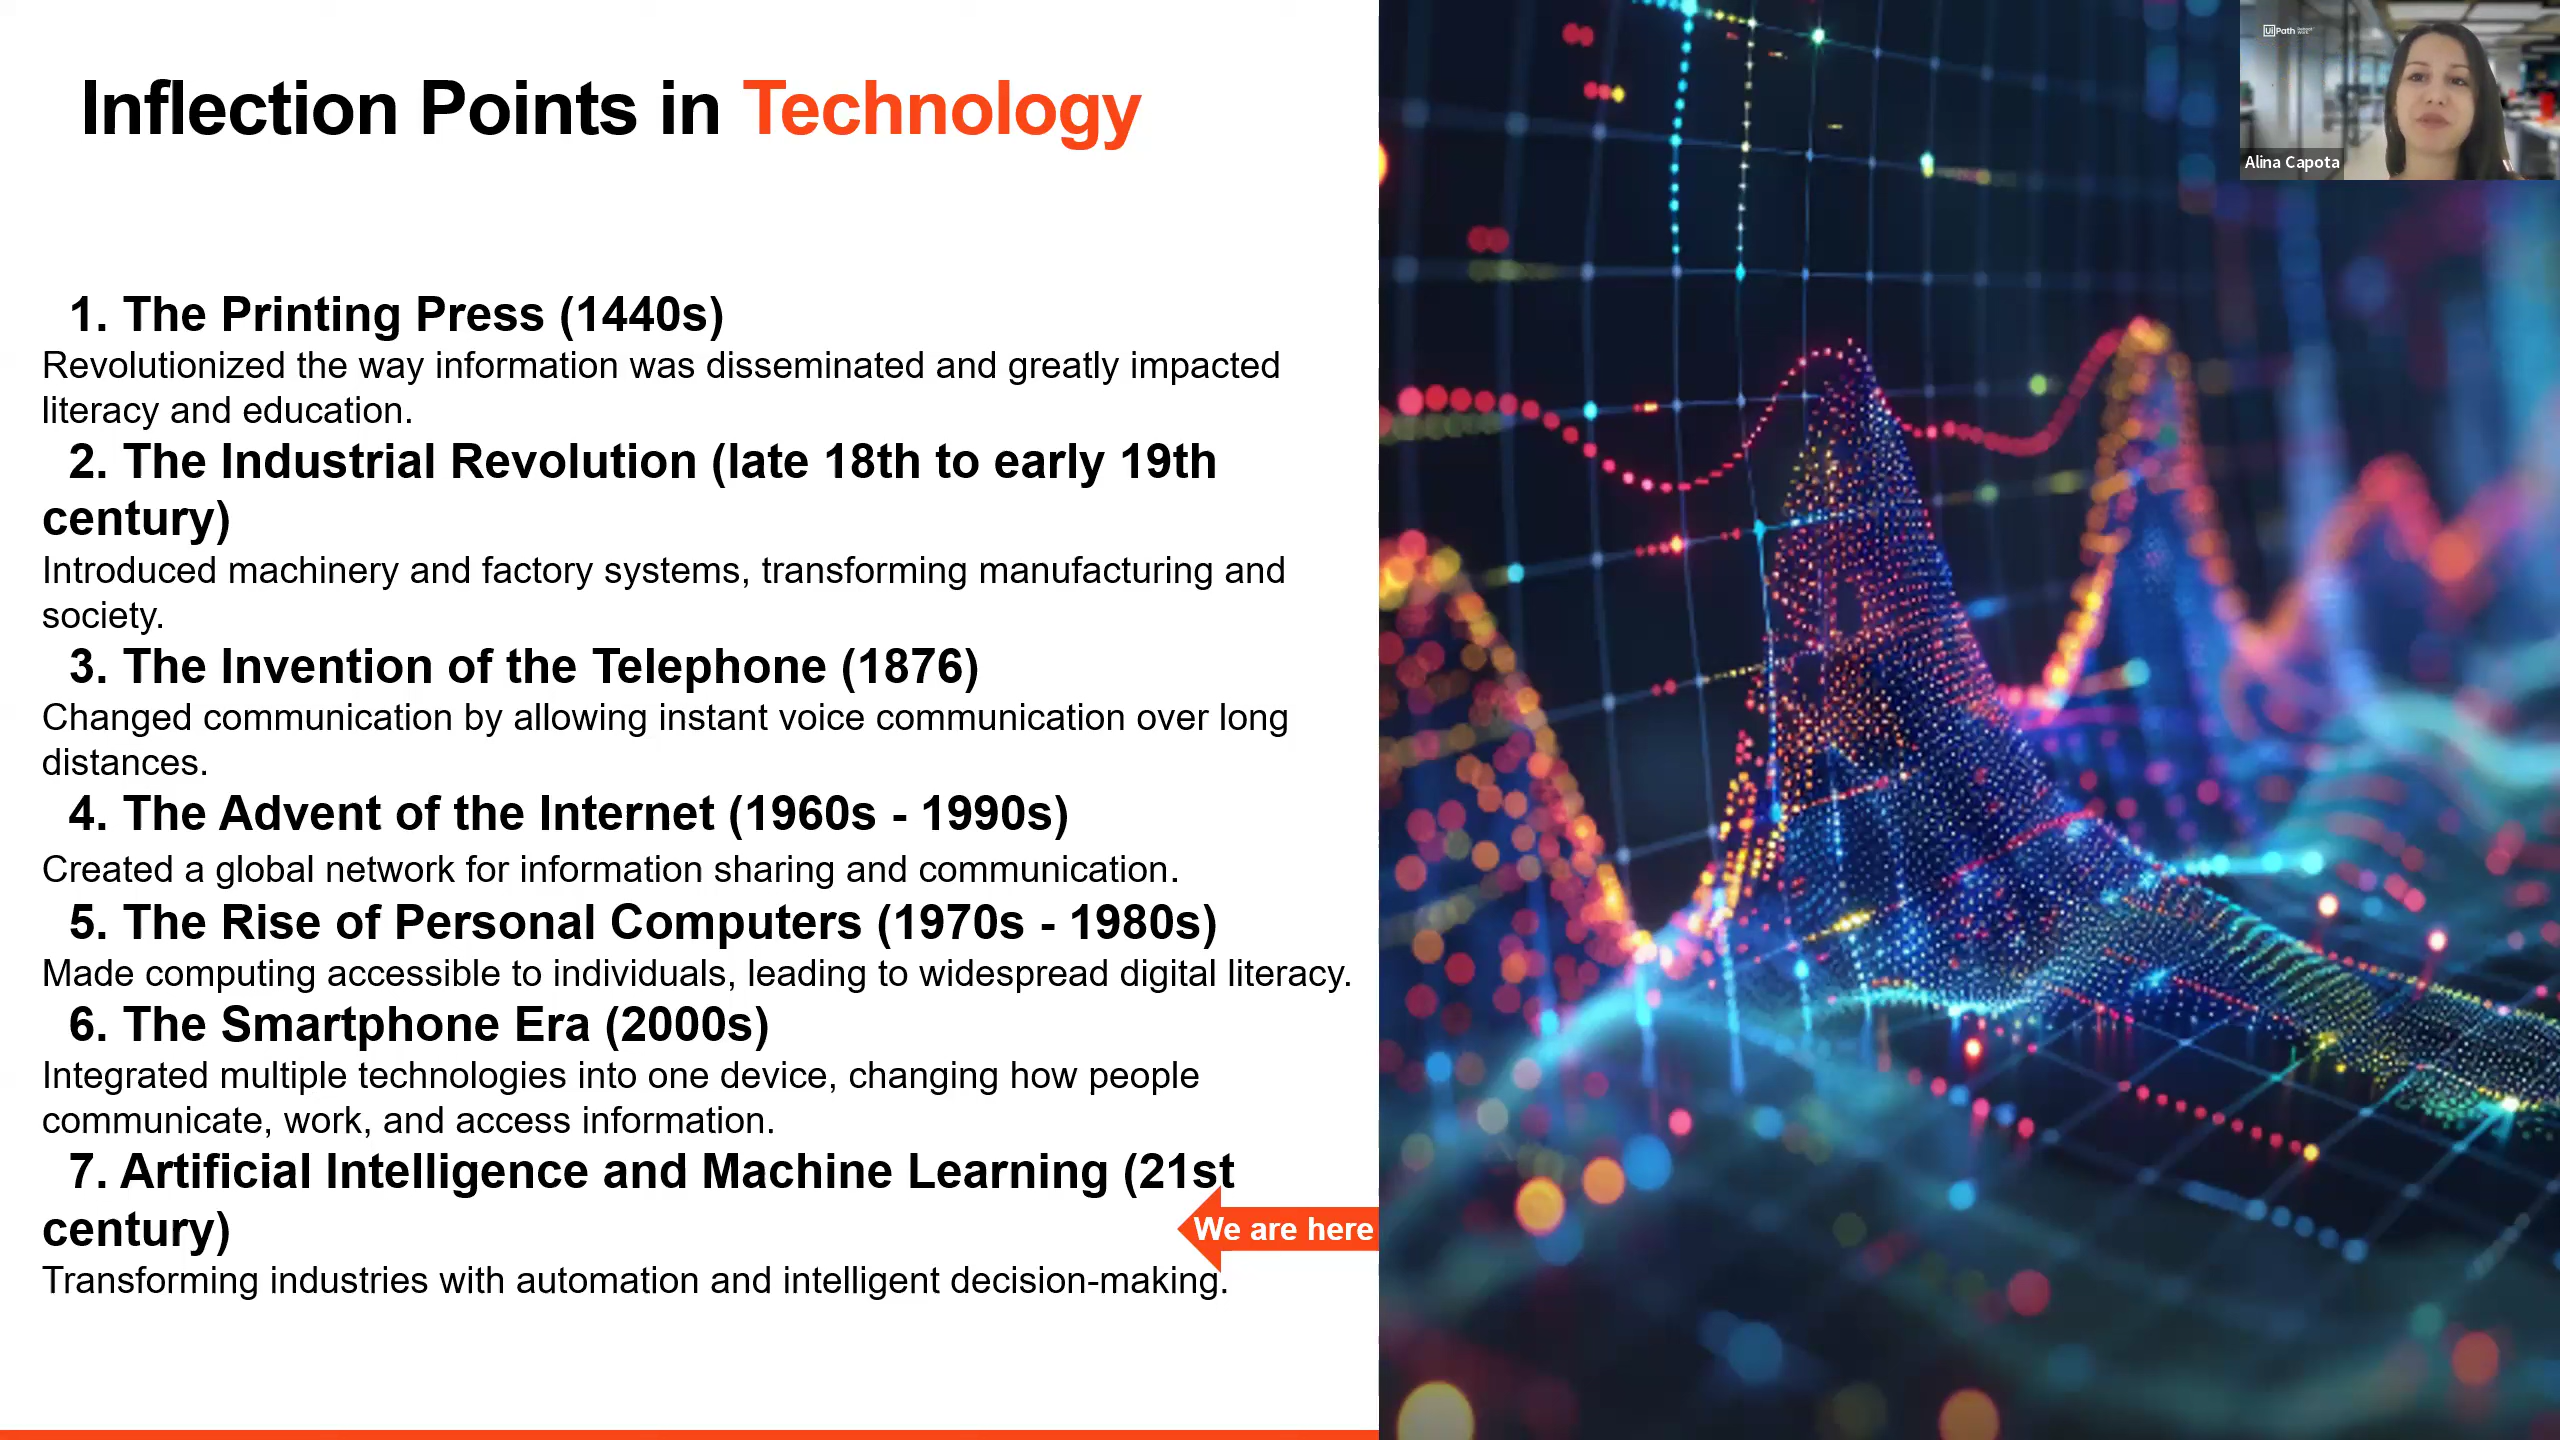 Inflection Points in Technology
UiPath
Alina Capota
1. The Printing Press (1440s)
Revolutionized the way information was disseminated and greatly impacted
literacy and education.
2. The Industrial Revolution (late 18th to early 19th
century)
Introduced machinery and factory systems, transforming manufacturing and
society.
3. The Invention of the Telephone (1876)
Changed communication by allowing instant voice communication over long
distances.
4. The Advent of the Internet (1960s - 1990s)
Created a global network for information sharing and communication.
5. The Rise of Personal Computers (1970s - 1980s)
Made computing accessible to individuals, leading to widespread digital literacy.
6. The Smartphone Era (2000s)
Integrated multiple technologies into one device, changing how people
communicate, work, and access information.
7. Artificial Intelligence and Machine Learning (21st
century)
We are here
Transforming industries with automation and intelligent decision-making.